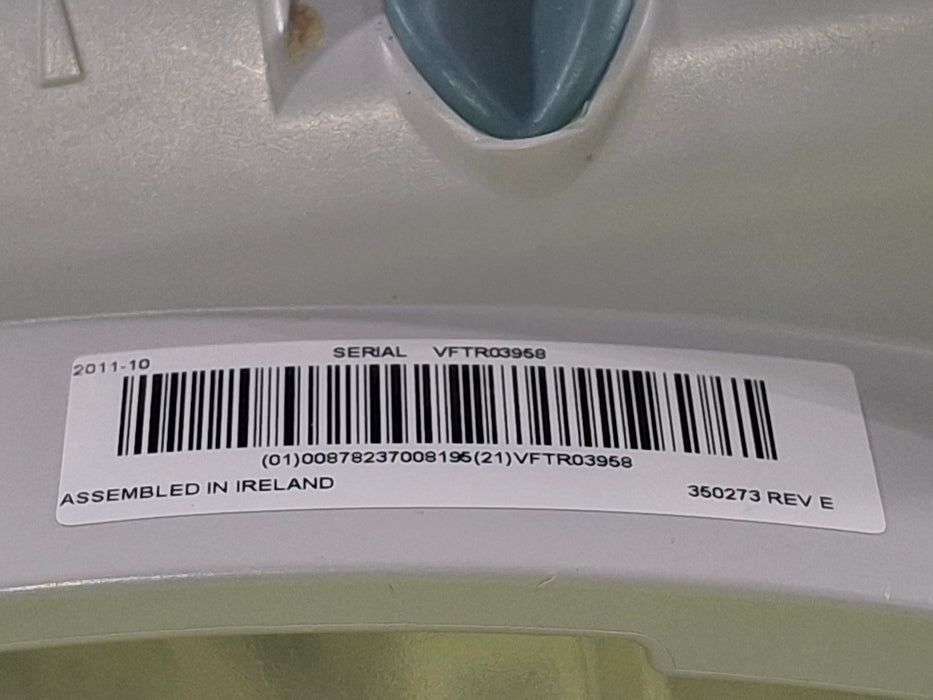 2011-10
SERIAL VFTR03958
(01)00878237008195(21)VFTR03958
ASSEMBLED IN IRELAND
350273 REV E